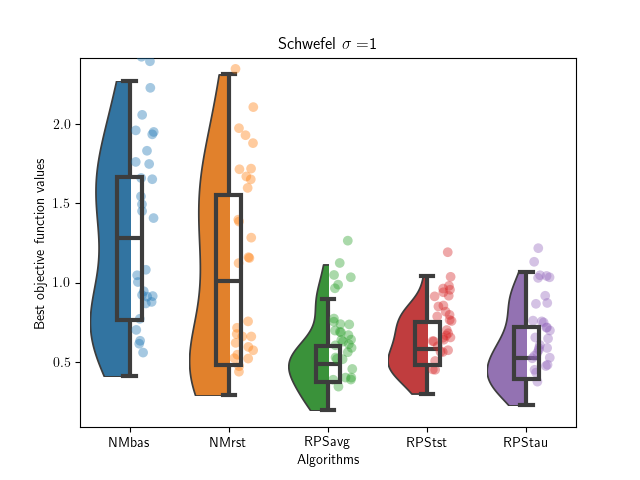 Schwefel σ =1
Best objective function values
2.0
1.5
1.0
0.5
NMbas NMrst RPSavg RPStst RPStau
Algorithms